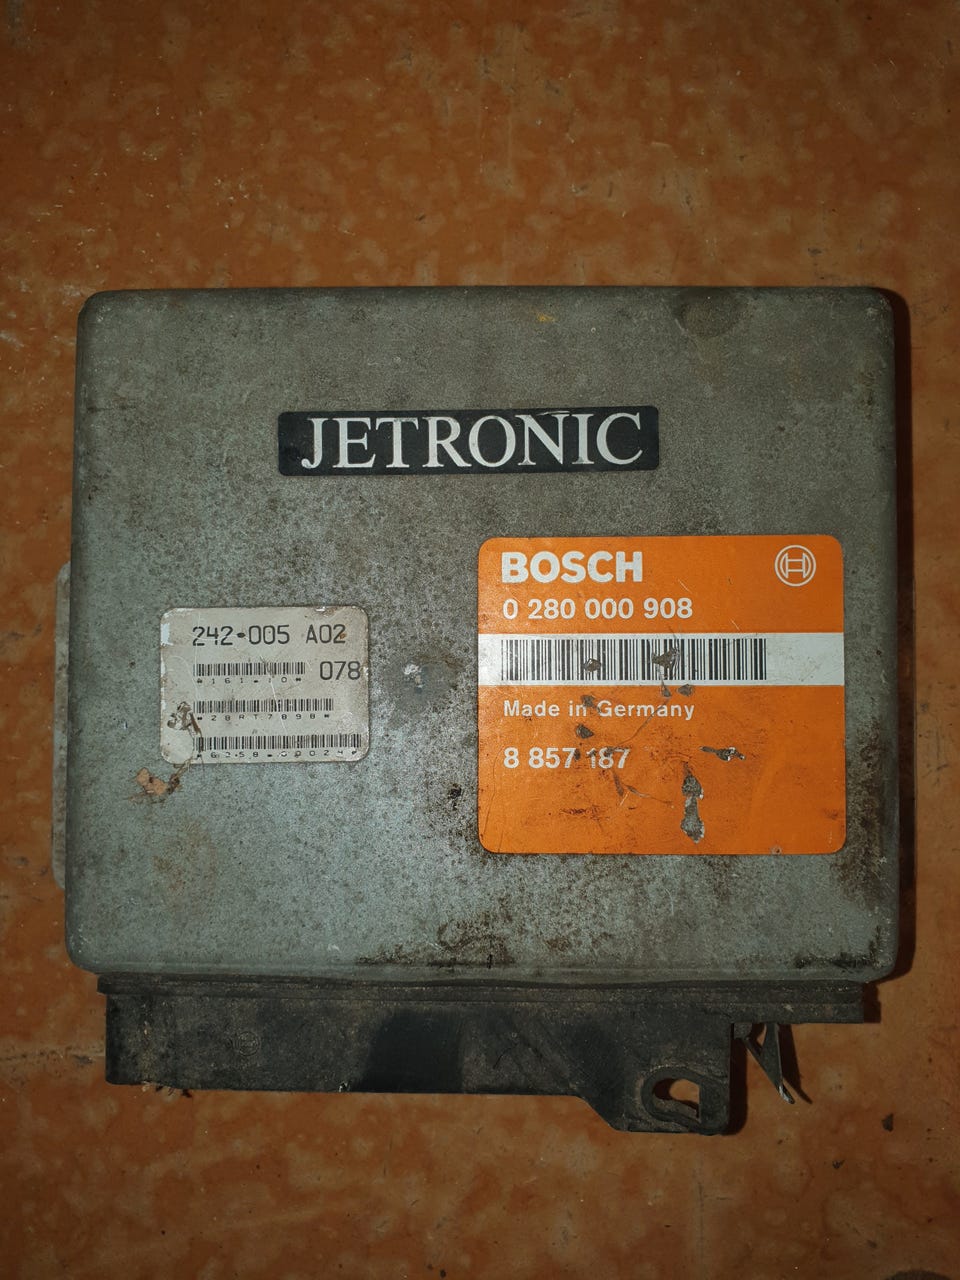 JETRONIC
BOSCH
0 280 000 908
Made in Germany
8 857 187
242-005 A02
078